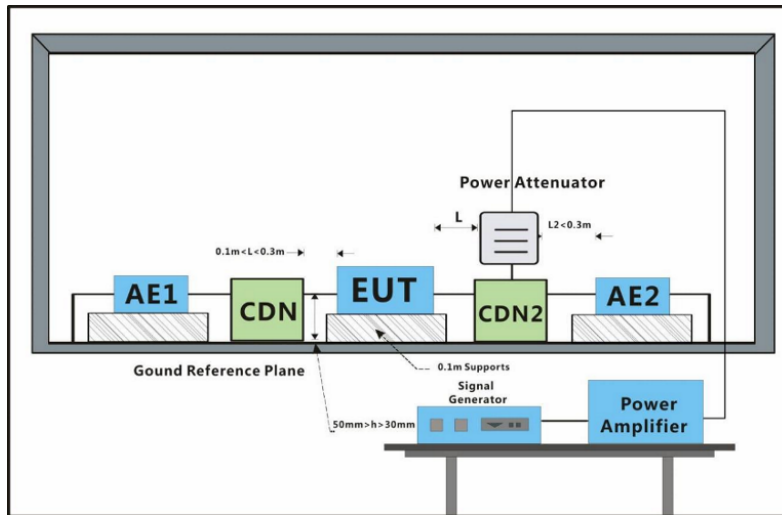 Power Attenuator
L
L2<0.3m
0.1m<L<0.3m
AE1
CDN
EUT
CDN2
AE2
Gound Reference Plane
0.1m Supports
50mm>h>30mm
Signal
Generator
Power
Amplifier